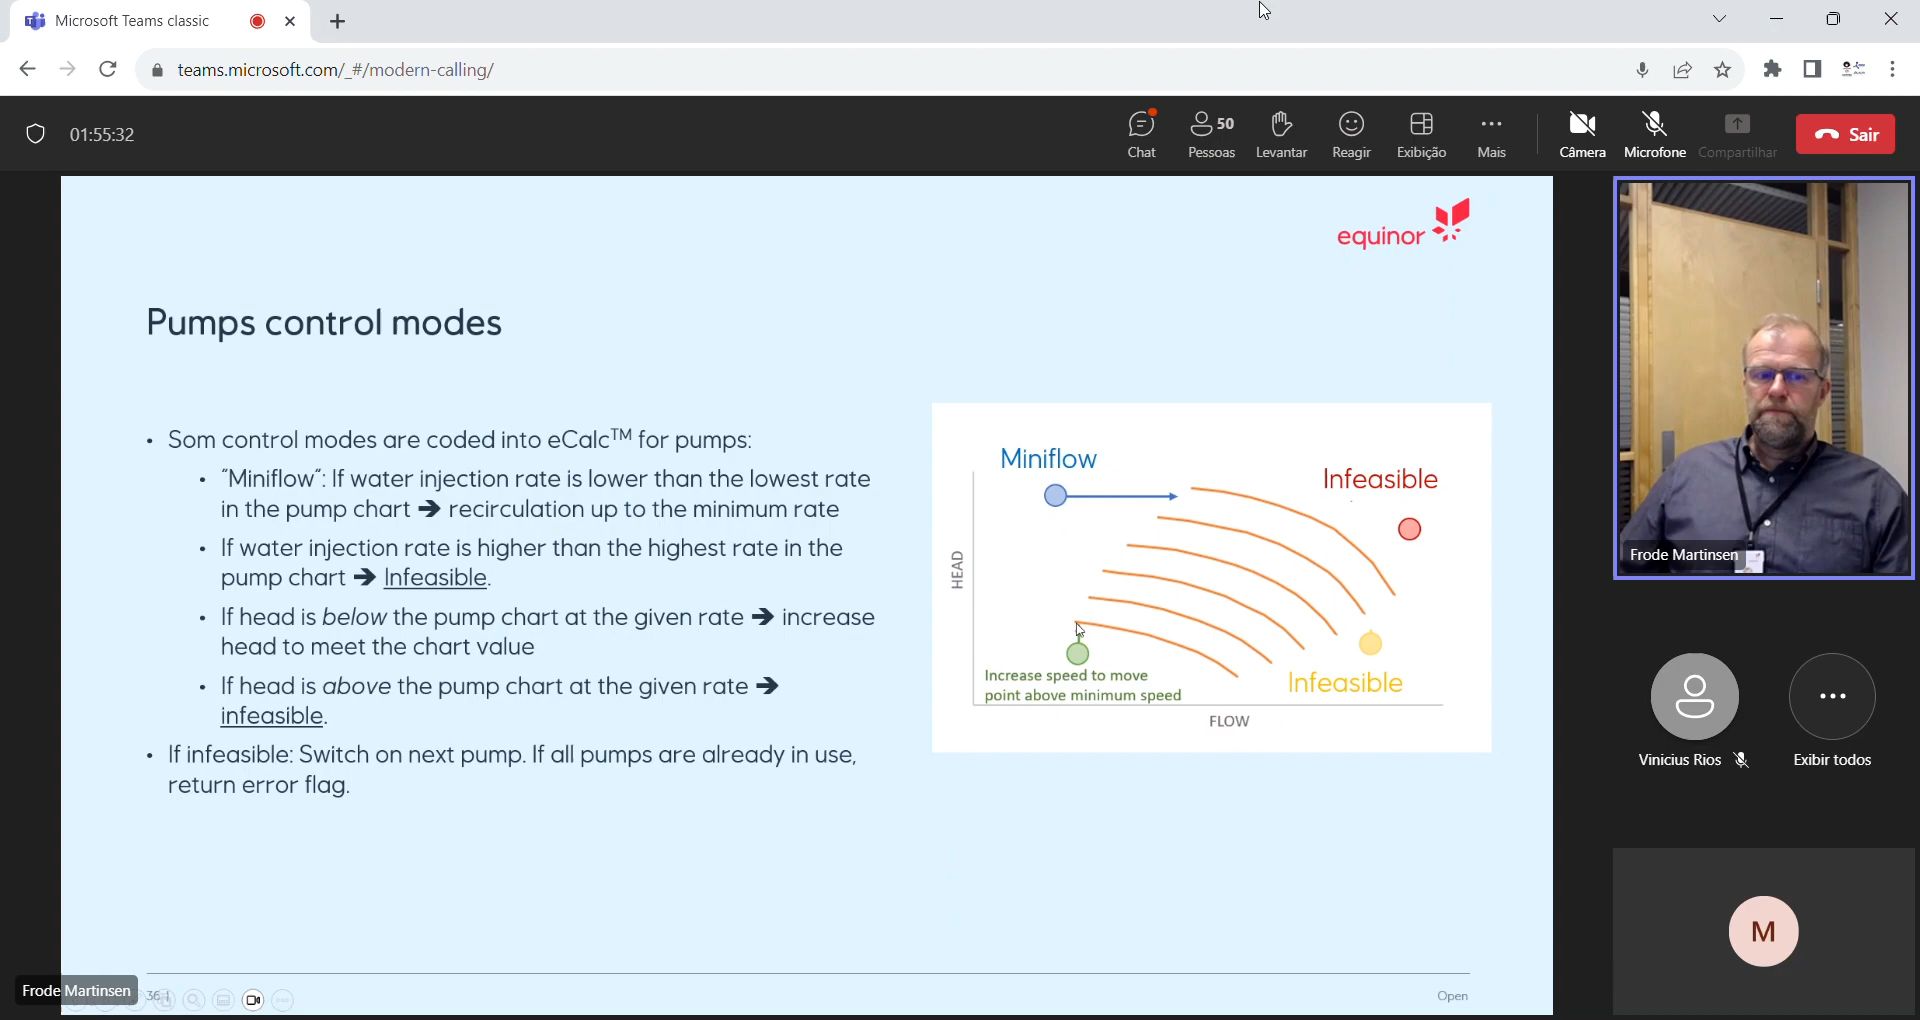 Microsoft Teams classic
teams.microsoft.com/_#/modern-calling/
01:55:32
Chat
50
Pessoas
Levantar
Reagir
Exibição
Mais
Câmera
Microfone
Compartilhar
Sair
equinor
Pumps control modes
• Som control modes are coded into eCalc™ for pumps:
• "Miniflow": If water injection rate is lower than the lowest rate
in the pump chart ➔ recirculation up to the minimum rate
• If water injection rate is higher than the highest rate in the
pump chart ➔ Infeasible.
• If head is below the pump chart at the given rate ➔ increase
head to meet the chart value
• If head is above the pump chart at the given rate ➔
infeasible.
• If infeasible: Switch on next pump. If all pumps are already in use,
return error flag.
Miniflow
Infeasible
HEAD
Increase speed to move
point above minimum speed
Infeasible
FLOW
Frode Martinsen
Vinicius Rios
Exibir todos
M
Frode Martinsen
36 |
Open